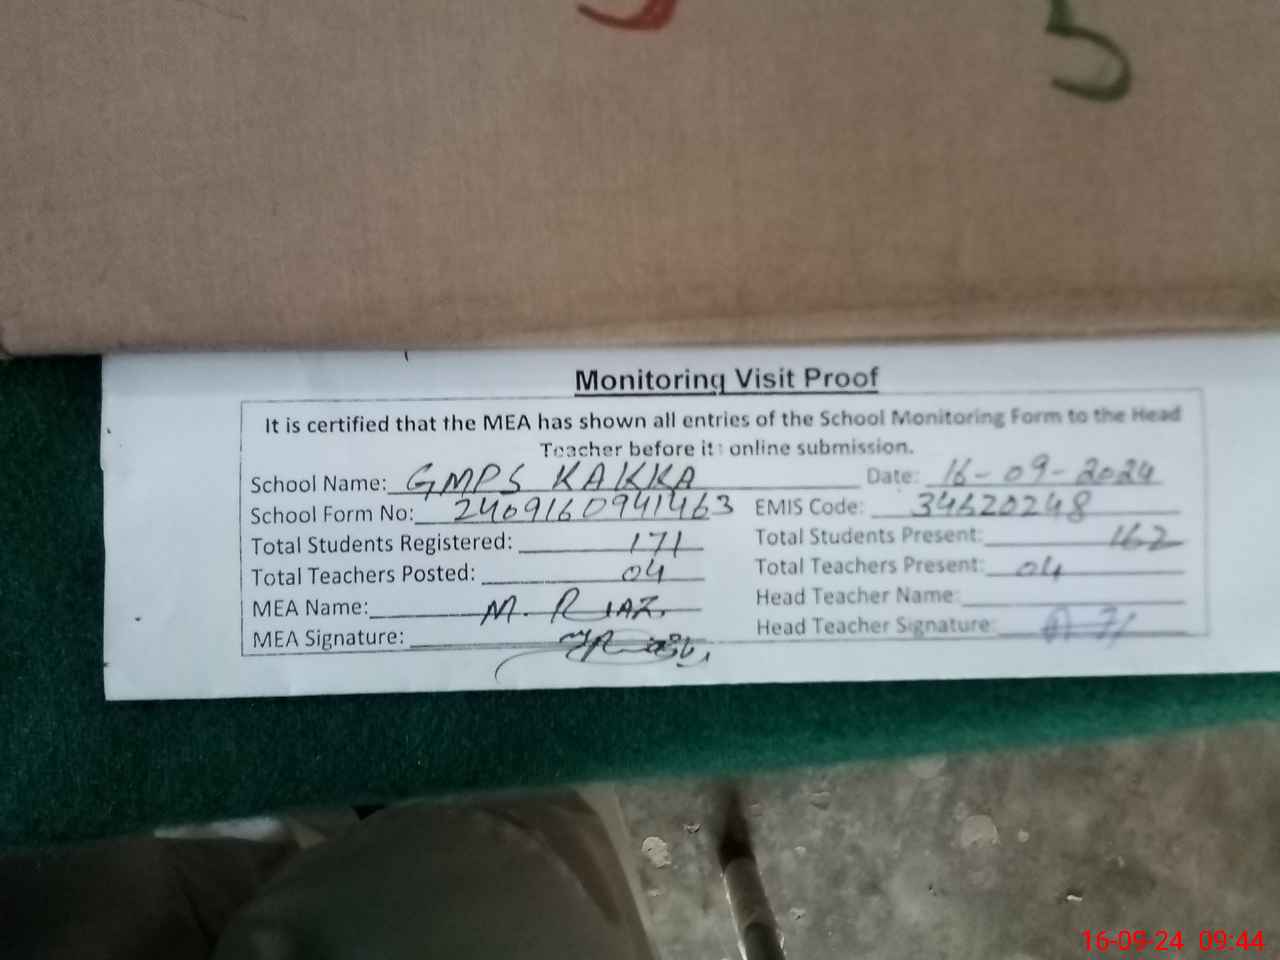 5
Monitoring Visit Proof
It is certified that the MEA has shown all entries of the School Monitoring Form to the Head
Teacher before its online submission.
School Name: GMPS KAKKA Date: 16-09-2024
School Form No: 2409160941463 EMIS Code: 34620248
Total Students Registered: 171 Total Students Present: 162
Total Teachers Posted: 04 Total Teachers Present: 04
MEA Name: M. RIAZ. Head Teacher Name:
MEA Signature: Head Teacher Signature:
16-09-24 09:44